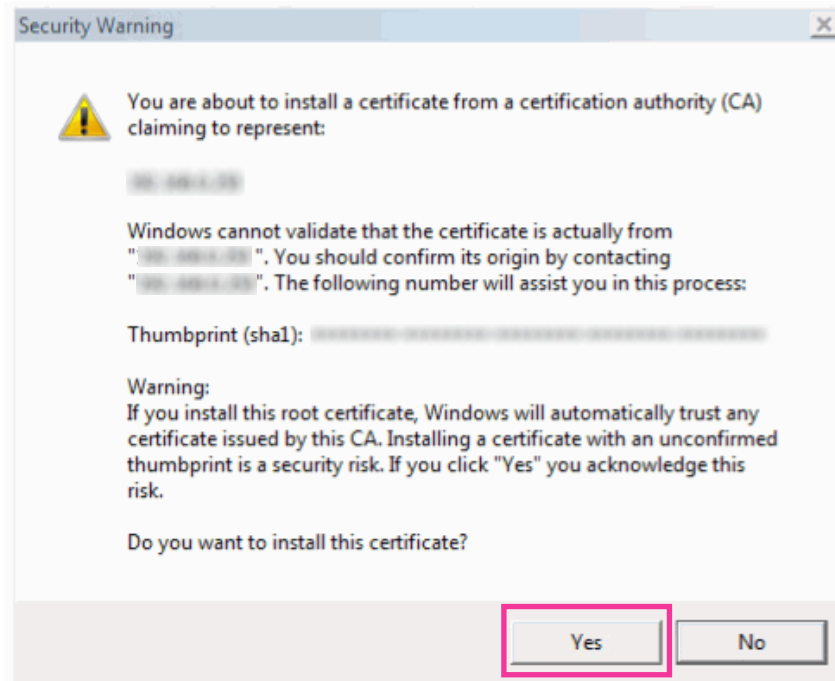 Security Warning
You are about to install a certificate from a certification authority (CA)
claiming to represent:
Windows cannot validate that the certificate is actually from
" ". You should confirm its origin by contacting
" ". The following number will assist you in this process:
Thumbprint (sha1):
Warning:
If you install this root certificate, Windows will automatically trust any
certificate issued by this CA. Installing a certificate with an unconfirmed
thumbprint is a security risk. If you click "Yes" you acknowledge this
risk.
Do you want to install this certificate?
Yes
No